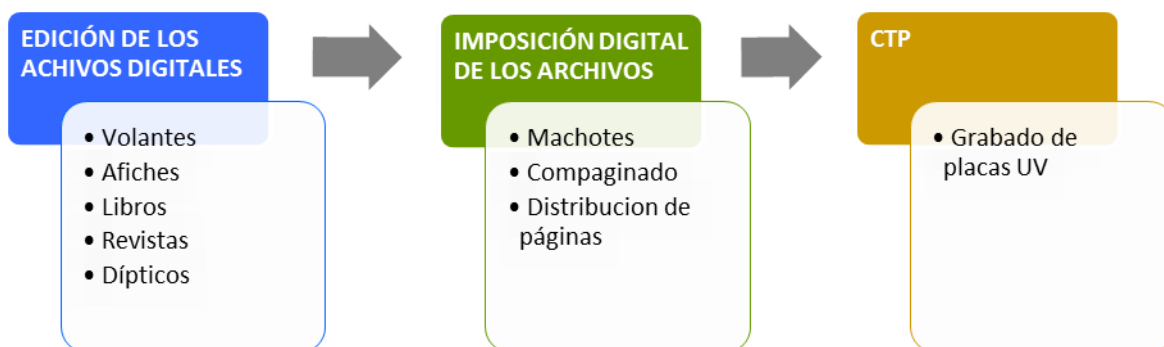 EDICIÓN DE LOS
ACHIVOS DIGITALES
• Volantes
• Afiches
• Libros
• Revistas
• Dípticos
IMPOSICIÓN DIGITAL
DE LOS ARCHIVOS
• Machotes
• Compaginado
• Distribucion de
páginas
CTP
• Grabado de
placas UV